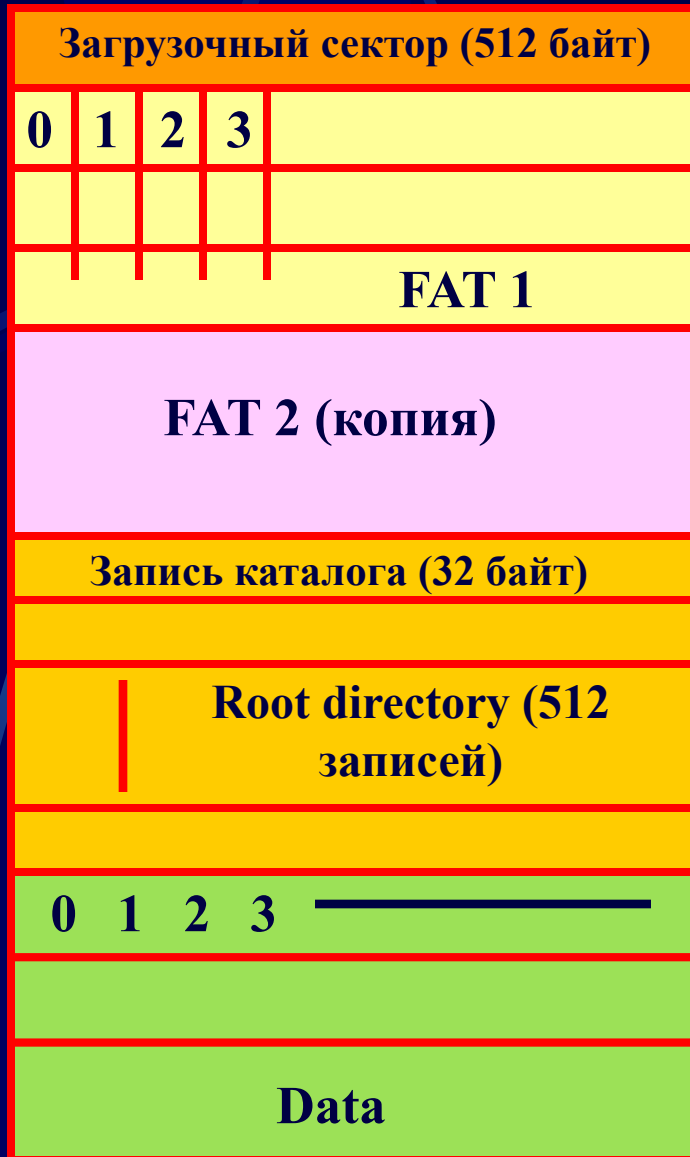 Загрузочный сектор (512 байт)
0 1 2 3
FAT 1
FAT 2 (копия)
Запись каталога (32 байт)
Root directory (512
записей)
0 1 2 3
Data